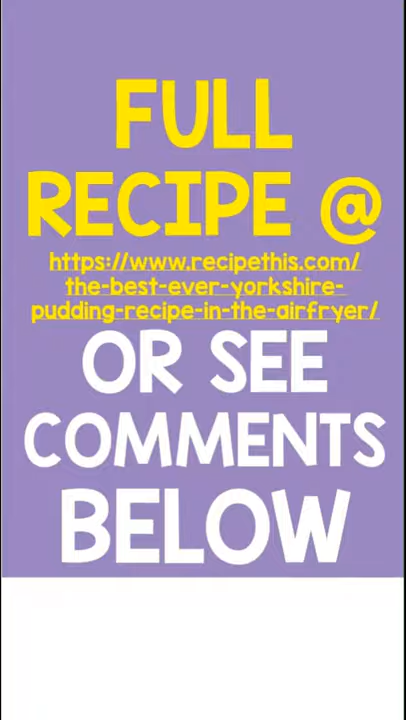 FULL
RECIPE @
https://www.recipethis.com/
the-best-ever-yorkshire-
pudding-recipe-in-the-airfryer/
OR SEE
COMMENTS
BELOW